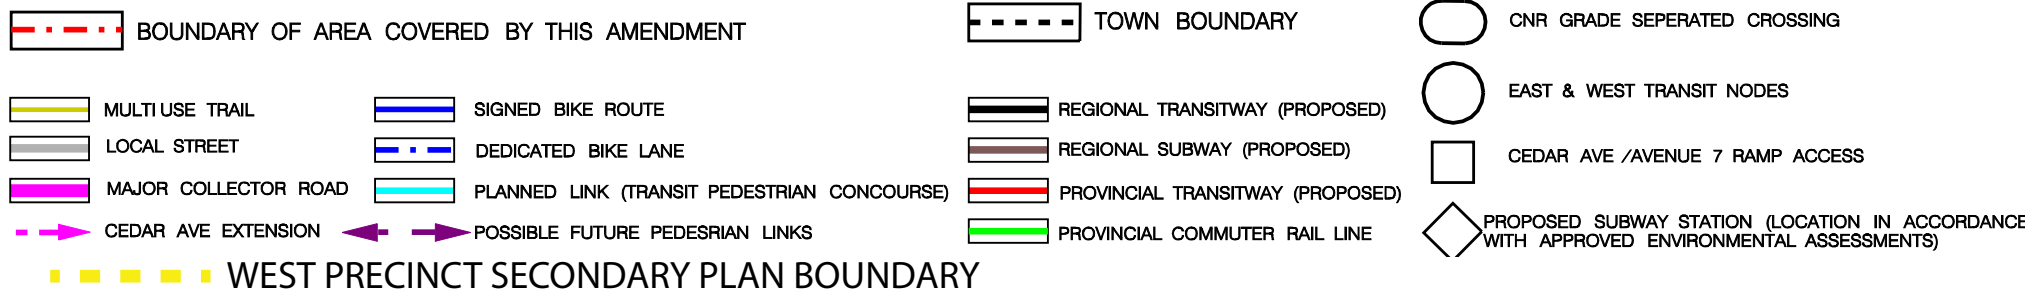 BOUNDARY OF AREA COVERED BY THIS AMENDMENT
MULTI USE TRAIL
LOCAL STREET
MAJOR COLLECTOR ROAD
CEDAR AVE EXTENSION
SIGNED BIKE ROUTE
DEDICATED BIKE LANE
PLANNED LINK (TRANSIT PEDESTRIAN CONCOURSE)
POSSIBLE FUTURE PEDESRIAN LINKS
WEST PRECINCT SECONDARY PLAN BOUNDARY
TOWN BOUNDARY
REGIONAL TRANSITWAY (PROPOSED)
REGIONAL SUBWAY (PROPOSED)
PROVINCIAL TRANSITWAY (PROPOSED)
PROVINCIAL COMMUTER RAIL LINE
CNR GRADE SEPERATED CROSSING
EAST & WEST TRANSIT NODES
CEDAR AVE /AVENUE 7 RAMP ACCESS
PROPOSED SUBWAY STATION (LOCATION IN ACCORDANCE
WITH APPROVED ENVIRONMENTAL ASSESSMENTS)